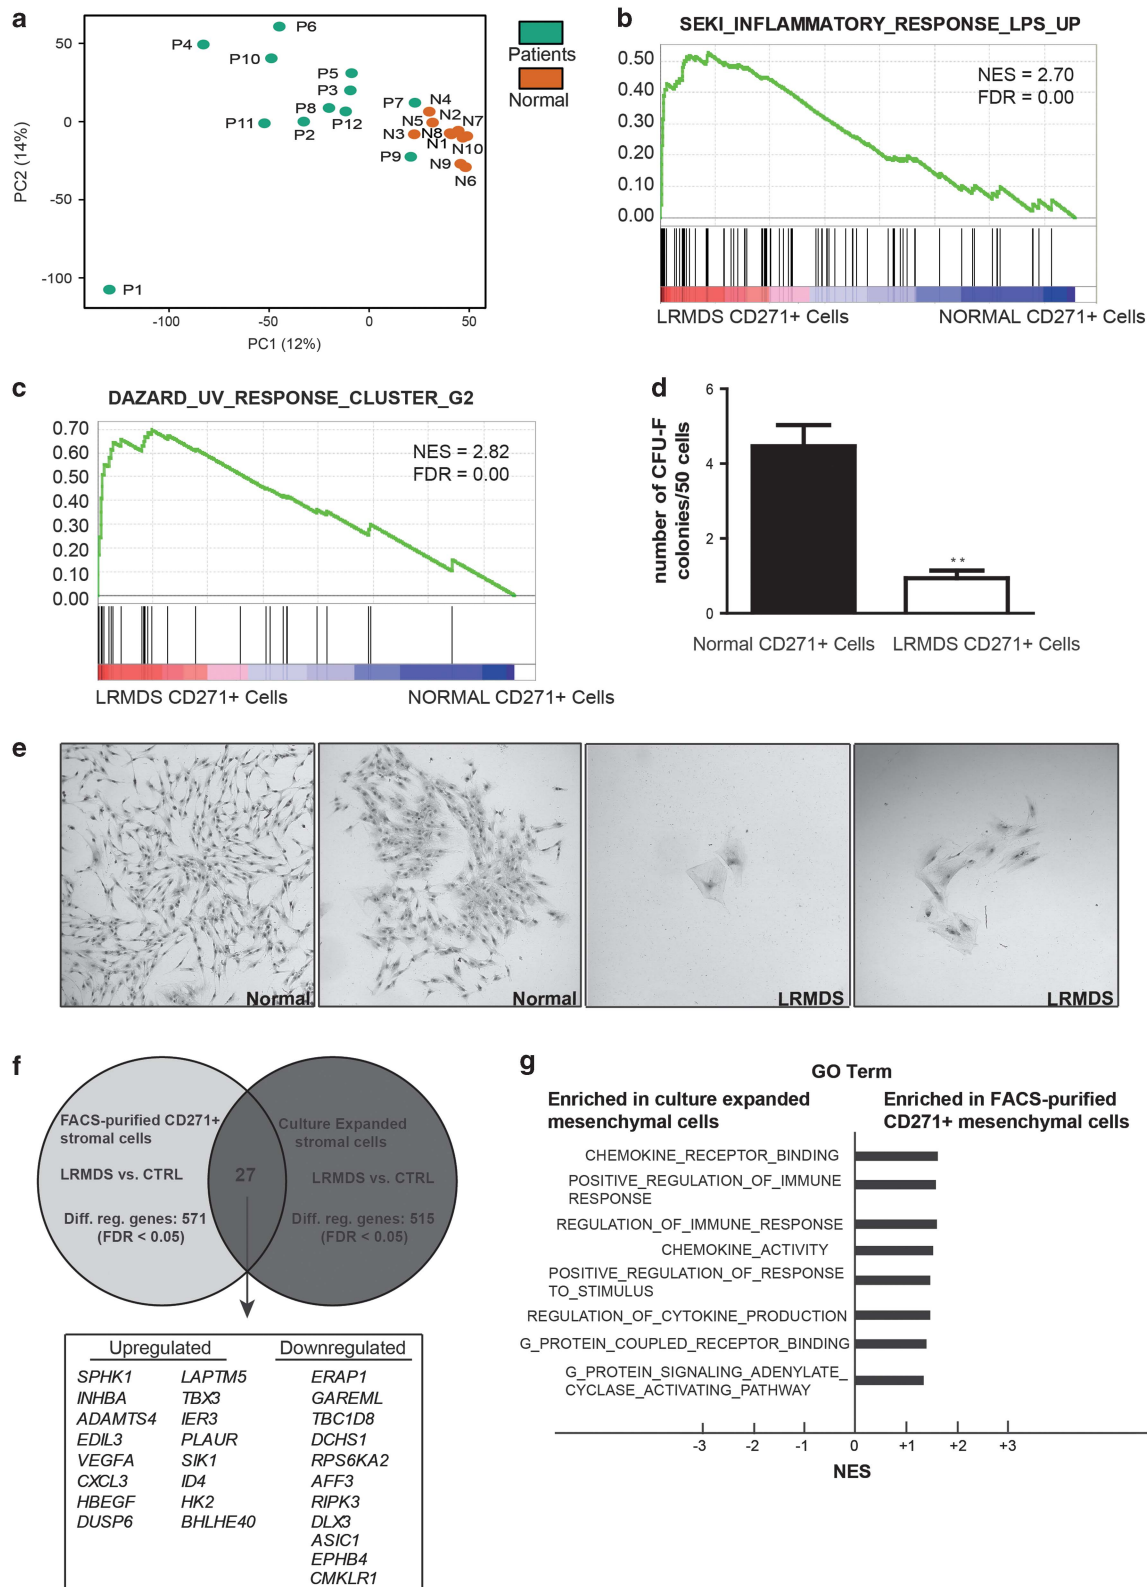 a
50
0
-50
-100
PC2 (14%)
-100
-50
0
50
PC1 (12%)
P6
P4
P10
P5
P3
P8
P7
N4
P11
P2
P12
N5
N2
N7
N3
N8
N1
N10
P9
N9
N6
P1
Patients
Normal
b
SEKI_INFLAMMATORY_RESPONSE_LPS_UP
0.50
0.40
0.30
0.20
0.10
0.00
NES = 2.70
FDR = 0.00
LRMDS CD271+ Cells
NORMAL CD271+ Cells
c
DAZARD_UV_RESPONSE_CLUSTER_G2
0.70
0.60
0.50
0.40
0.30
0.20
0.10
0.00
NES = 2.82
FDR = 0.00
LRMDS CD271+ Cells
NORMAL CD271+ Cells
d
number of CFU-F
colonies/50 cells
6
4
2
0
**
Normal CD271+ Cells
LRMDS CD271+ Cells
e
Normal
Normal
LRMDS
LRMDS
f
FACS-purified CD271+
stromal cells
LRMDS vs. CTRL
Diff. reg. genes: 571
(FDR < 0.05)
27
Culture Expanded
stromal cells
LRMDS vs. CTRL
Diff. reg. genes: 515
(FDR < 0.05)
Upregulated
SPHK1
INHBA
ADAMTS4
EDIL3
VEGFA
CXCL3
HBEGF
DUSP6
LAPTM5
TBX3
IER3
PLAUR
SIK1
ID4
HK2
BHLHE40
Downregulated
ERAP1
GAREML
TBC1D8
DCHS1
RPS6KA2
AFF3
RIPK3
DLX3
ASIC1
EPHB4
CMKLR1
g
GO Term
Enriched in culture expanded
mesenchymal cells
Enriched in FACS-purified
CD271+ mesenchymal cells
CHEMOKINE_RECEPTOR_BINDING
POSITIVE_REGULATION_OF_IMMUNE
RESPONSE
REGULATION_OF_IMMUNE_RESPONSE
CHEMOKINE_ACTIVITY
POSITIVE_REGULATION_OF_RESPONSE
TO_STIMULUS
REGULATION_OF_CYTOKINE_PRODUCTION
G_PROTEIN_COUPLED_RECEPTOR_BINDING
G_PROTEIN_SIGNALING_ADENYLATE_
CYCLASE_ACTIVATING_PATHWAY
-3
-2
-1
0
+1
+2
+3
NES